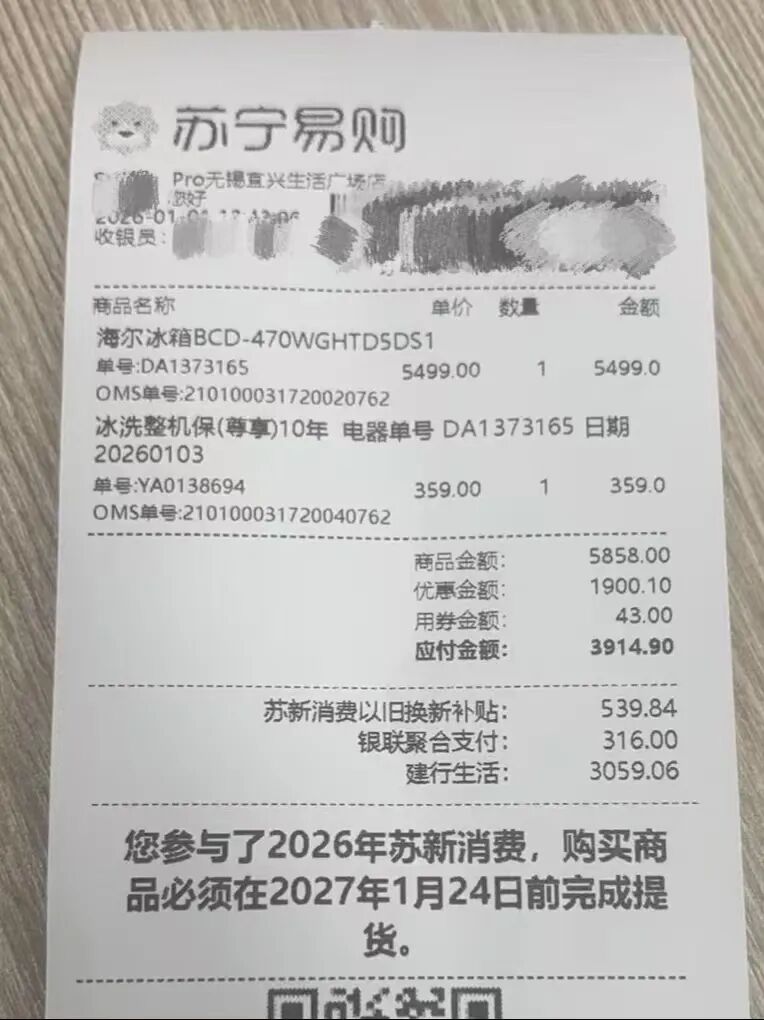 苏宁易购
Pro无锡宜兴生活广场店
您好
收银员:
商品名称 单价 数量 金额
海尔冰箱BCD-470WGHTD5DS1
单号:DA1373165 5499.00 1 5499.0
OMS单号:210100031720020762
冰洗整机保(尊享)10年 电器单号 DA1373165 日期
20260103
单号:YA0138694 359.00 1 359.0
OMS单号:210100031720040762
商品金额: 5858.00
优惠金额: 1900.10
用券金额: 43.00
应付金额: 3914.90
苏新消费以旧换新补贴: 539.84
银联聚合支付: 316.00
建行生活: 3059.06
您参与了2026年苏新消费，购买商
品必须在2027年1月24日前完成提
货。